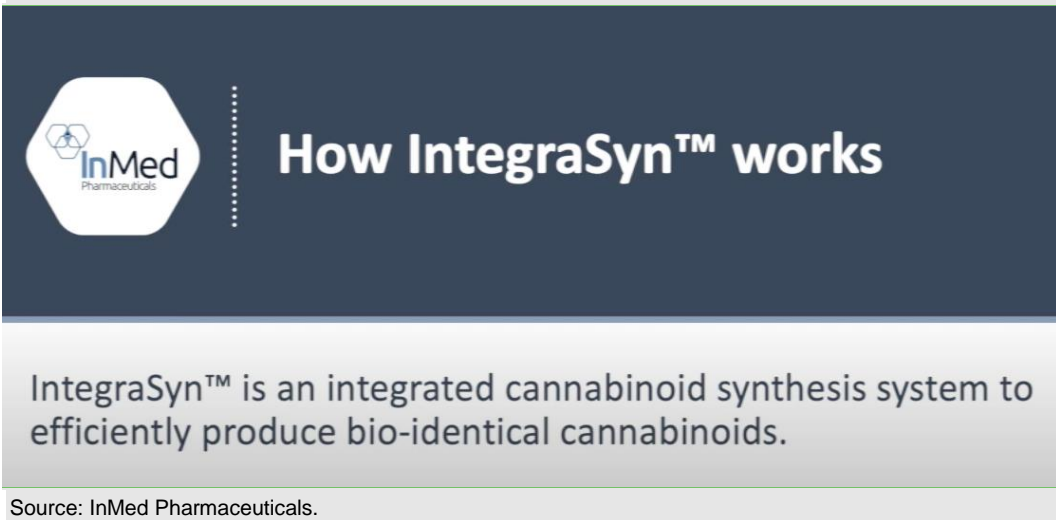 InMed
Pharmaceuticals
How IntegraSyn™ works
IntegraSyn™ is an integrated cannabinoid synthesis system to
efficiently produce bio-identical cannabinoids.
Source: InMed Pharmaceuticals.